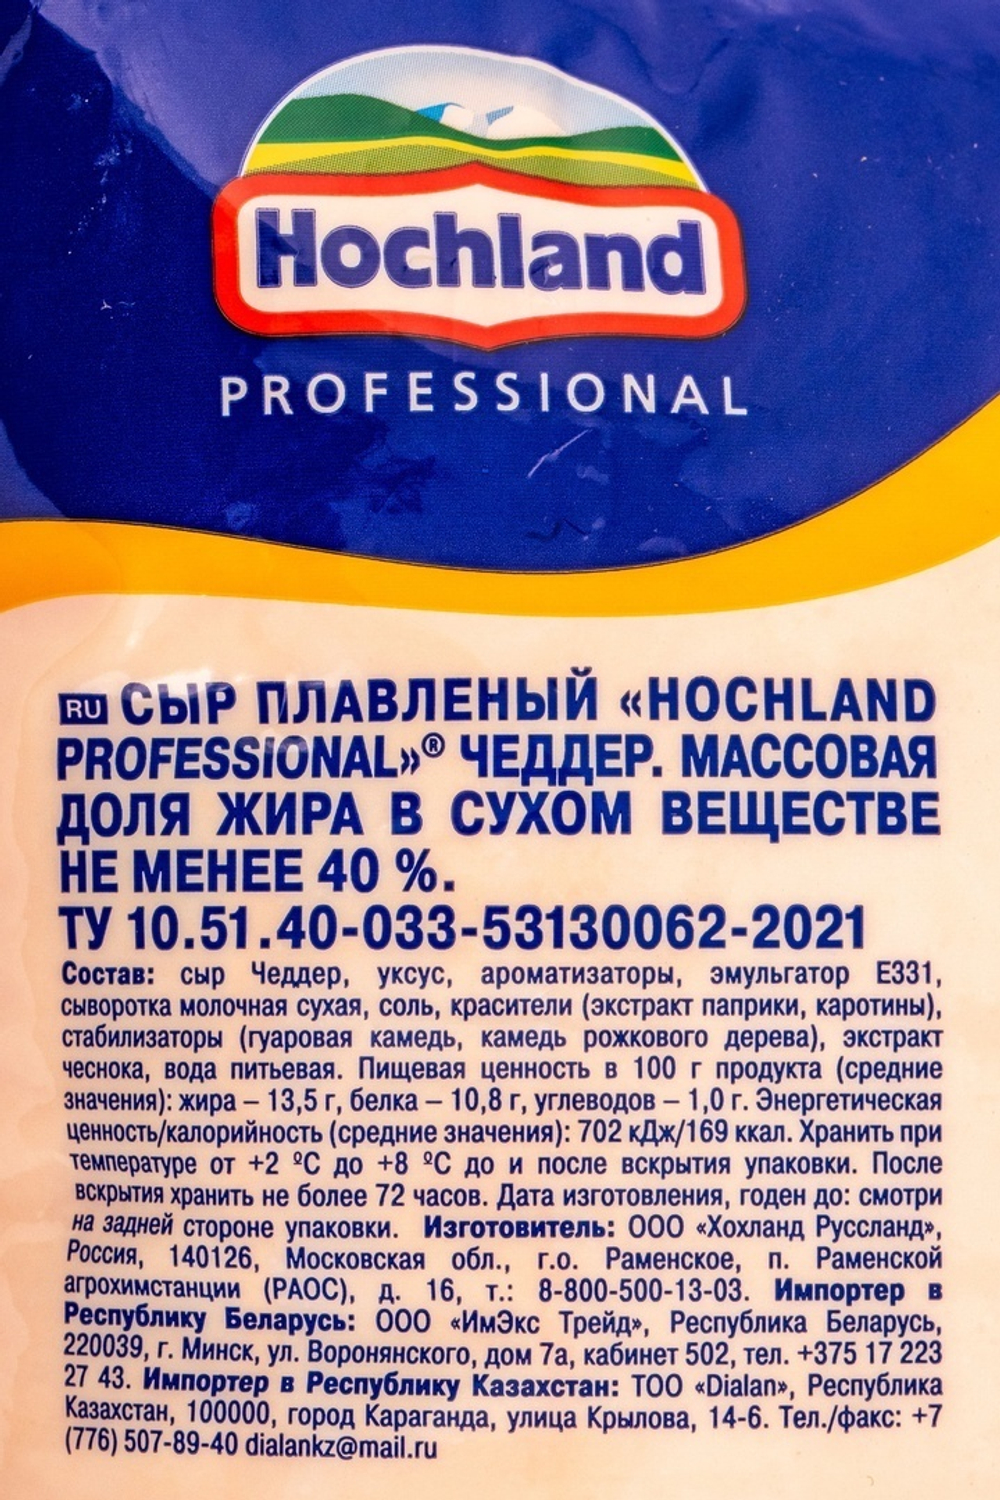 Hochland
PROFESSIONAL
RU СЫР ПЛАВЛЕНЫЙ «HOCHLAND
PROFESSIONAL»® ЧЕДДЕР. МАССОВАЯ
ДОЛЯ ЖИРА В СУХОМ ВЕЩЕСТВЕ
НЕ МЕНЕЕ 40 %.
ТУ 10.51.40-033-53130062-2021
Состав: сыр Чеддер, уксус, ароматизаторы, эмульгатор Е331,
сыворотка молочная сухая, соль, красители (экстракт паприки, каротины),
стабилизаторы (гуаровая камедь, камедь рожкового дерева), экстракт
чеснока, вода питьевая. Пищевая ценность в 100 г продукта (средние
значения): жира – 13,5 г, белка – 10,8 г, углеводов – 1,0 г. Энергетическая
ценность/калорийность (средние значения): 702 кДж/169 ккал. Хранить при
температуре от +2 ºС до +8 ºС до и после вскрытия упаковки. После
вскрытия хранить не более 72 часов. Дата изготовления, годен до: смотри
на задней стороне упаковки. Изготовитель: ООО «Хохланд Руссланд»,
Россия, 140126, Московская обл., г.о. Раменское, п. Раменской
агрохимстанции (РАОС), д. 16, т.: 8-800-500-13-03. Импортер в
Республику Беларусь: ООО «ИмЭкс Трейд», Республика Беларусь,
220039, г. Минск, ул. Воронянского, дом 7а, кабинет 502, тел. +375 17 223
27 43. Импортер в Республику Казахстан: ТОО «Dialan», Республика
Казахстан, 100000, город Караганда, улица Крылова, 14-6. Тел./факс: +7
(776) 507-89-40 dialankz@mail.ru